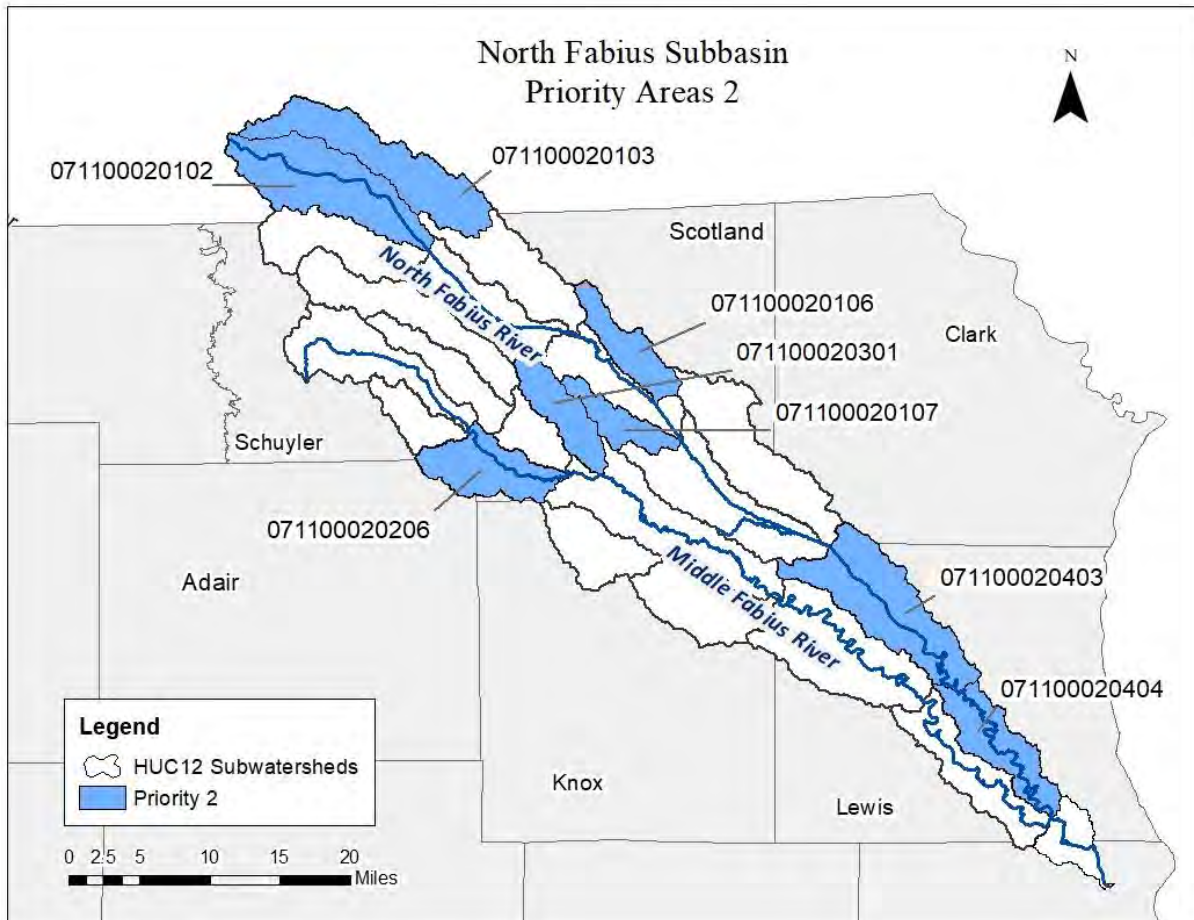 North Fabius Subbasin
Priority Areas 2
N
071100020103
071100020102
Scotland
North Fabius River
071100020106
Clark
071100020301
071100020107
Schuyler
071100020206
Adair
Middle Fabius River
071100020403
071100020404
Knox
Lewis
Legend
HUC12 Subwatersheds
Priority 2
0 2.5 5 10 15 20
Miles